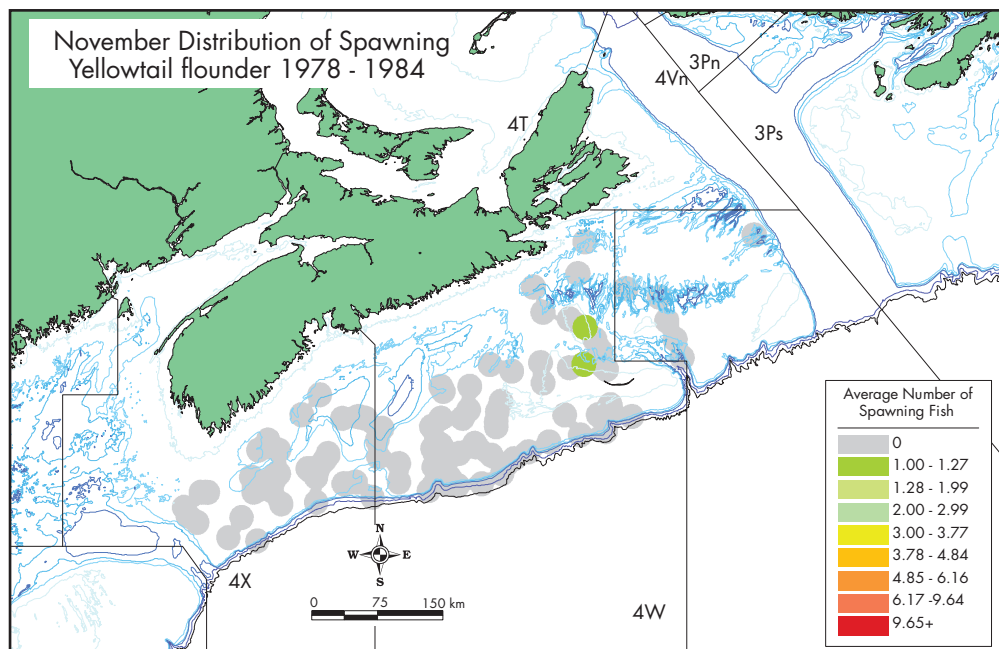 November Distribution of Spawning
Yellowtail flounder 1978 - 1984
3Pn
4Vn
4T
3Ps
Average Number of
Spawning Fish
0
1.00 - 1.27
1.28 - 1.99
2.00 - 2.99
3.00 - 3.77
3.78 - 4.84
4.85 - 6.16
6.17 -9.64
9.65+
N
W E
S
4X
0 75 150 km
4W